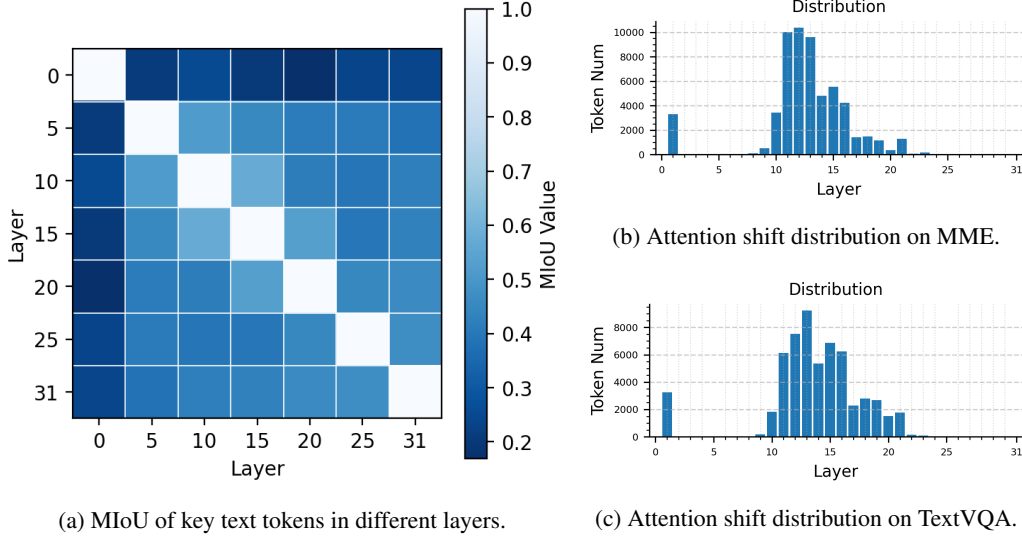 0
5
10
15
20
25
31
Layer
0 5 10 15 20 25 31
Layer
1.0
0.9
0.8
0.7
0.6
0.5
0.4
0.3
0.2
MIoU Value
(a) MIoU of key text tokens in different layers.
Distribution
10000
8000
6000
4000
2000
0
Token Num
0 5 10 15 20 25 31
Layer
(b) Attention shift distribution on MME.
Distribution
8000
6000
4000
2000
0
Token Num
0 5 10 15 20 25 31
Layer
(c) Attention shift distribution on TextVQA.